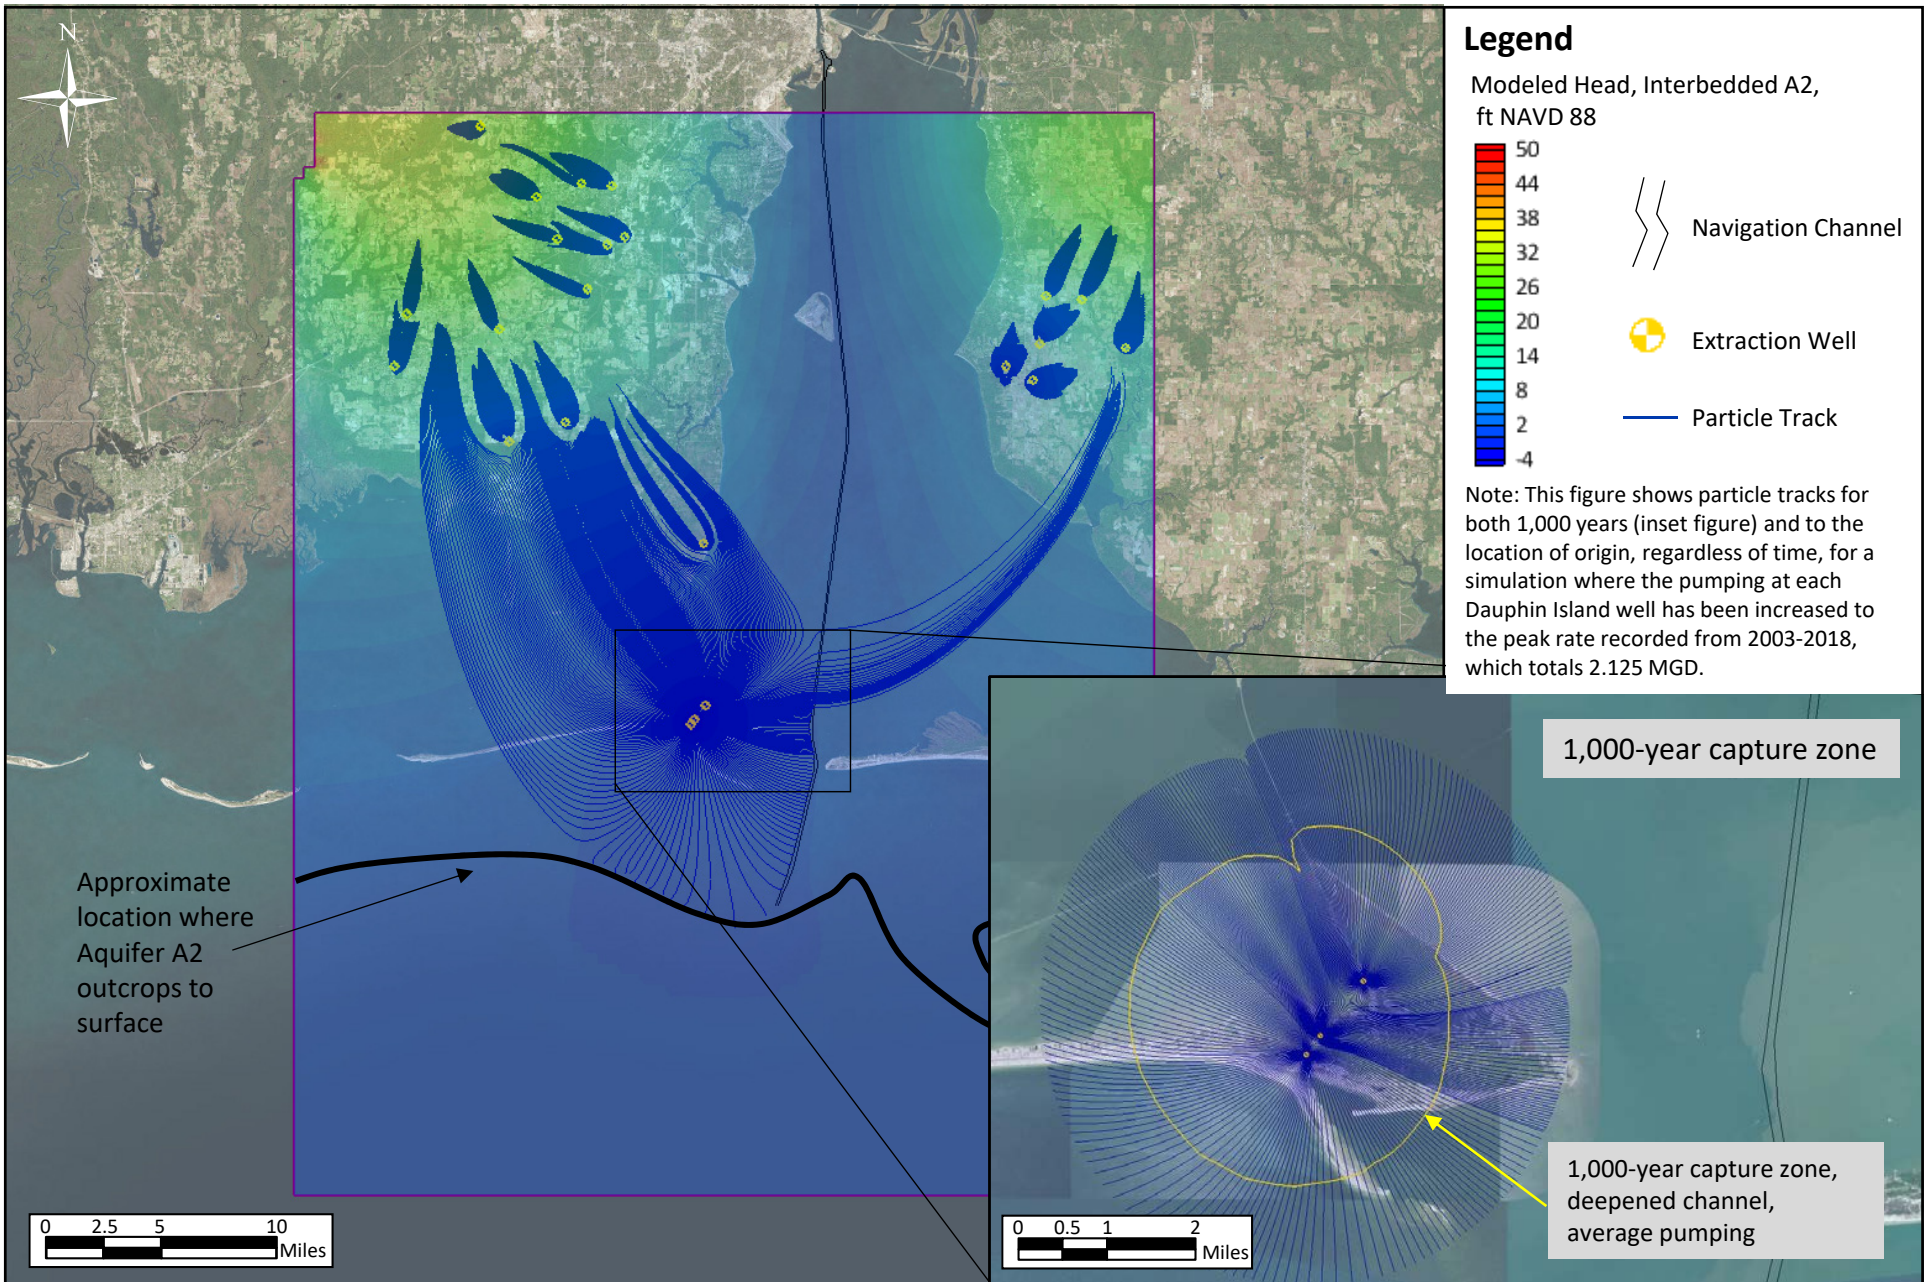 N
Legend
Modeled Head, Interbedded A2,
ft NAVD 88
50
44
38
32
26
20
14
8
2
-4
Navigation Channel
Extraction Well
Particle Track
Note: This figure shows particle tracks for
both 1,000 years (inset figure) and to the
location of origin, regardless of time, for a
simulation where the pumping at each
Dauphin Island well has been increased to
the peak rate recorded from 2003-2018,
which totals 2.125 MGD.
Approximate
location where
Aquifer A2
outcrops to
surface
0 2.5 5 10
Miles
1,000-year capture zone
1,000-year capture zone,
deepened channel,
average pumping
0 0.5 1 2
Miles